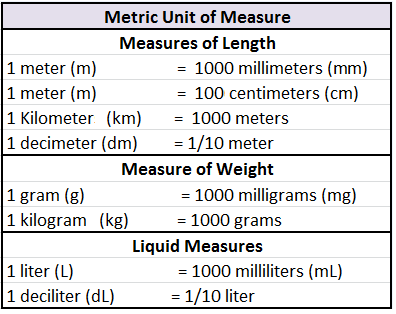 Metric Unit of Measure
Measures of Length
1 meter (m) = 1000 millimeters (mm)
1 meter (m) = 100 centimeters (cm)
1 Kilometer (km) = 1000 meters
1 decimeter (dm) = 1/10 meter
Measure of Weight
1 gram (g) = 1000 milligrams (mg)
1 kilogram (kg) = 1000 grams
Liquid Measures
1 liter (L) = 1000 milliliters (mL)
1 deciliter (dL) = 1/10 liter